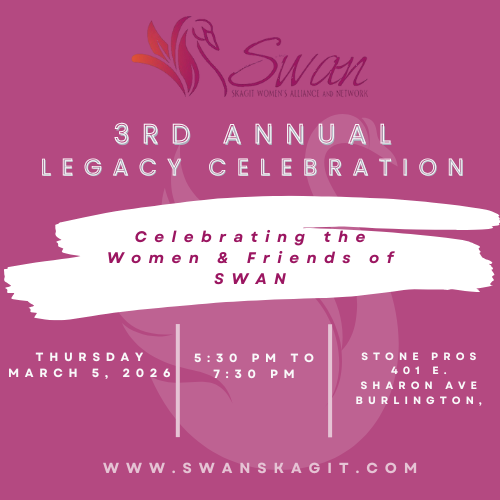 Swan
SKAGIT WOMEN'S ALLIANCE AND NETWORK
3RD ANNUAL
LEGACY CELEBRATION
Celebrating the
Women & Friends of
SWAN
THURSDAY
MARCH 5, 2026
5:30 PM TO
7:30 PM
STONE PROS
401 E.
SHARON AVE
BURLINGTON,
WWW.SWANSKAGIT.COM